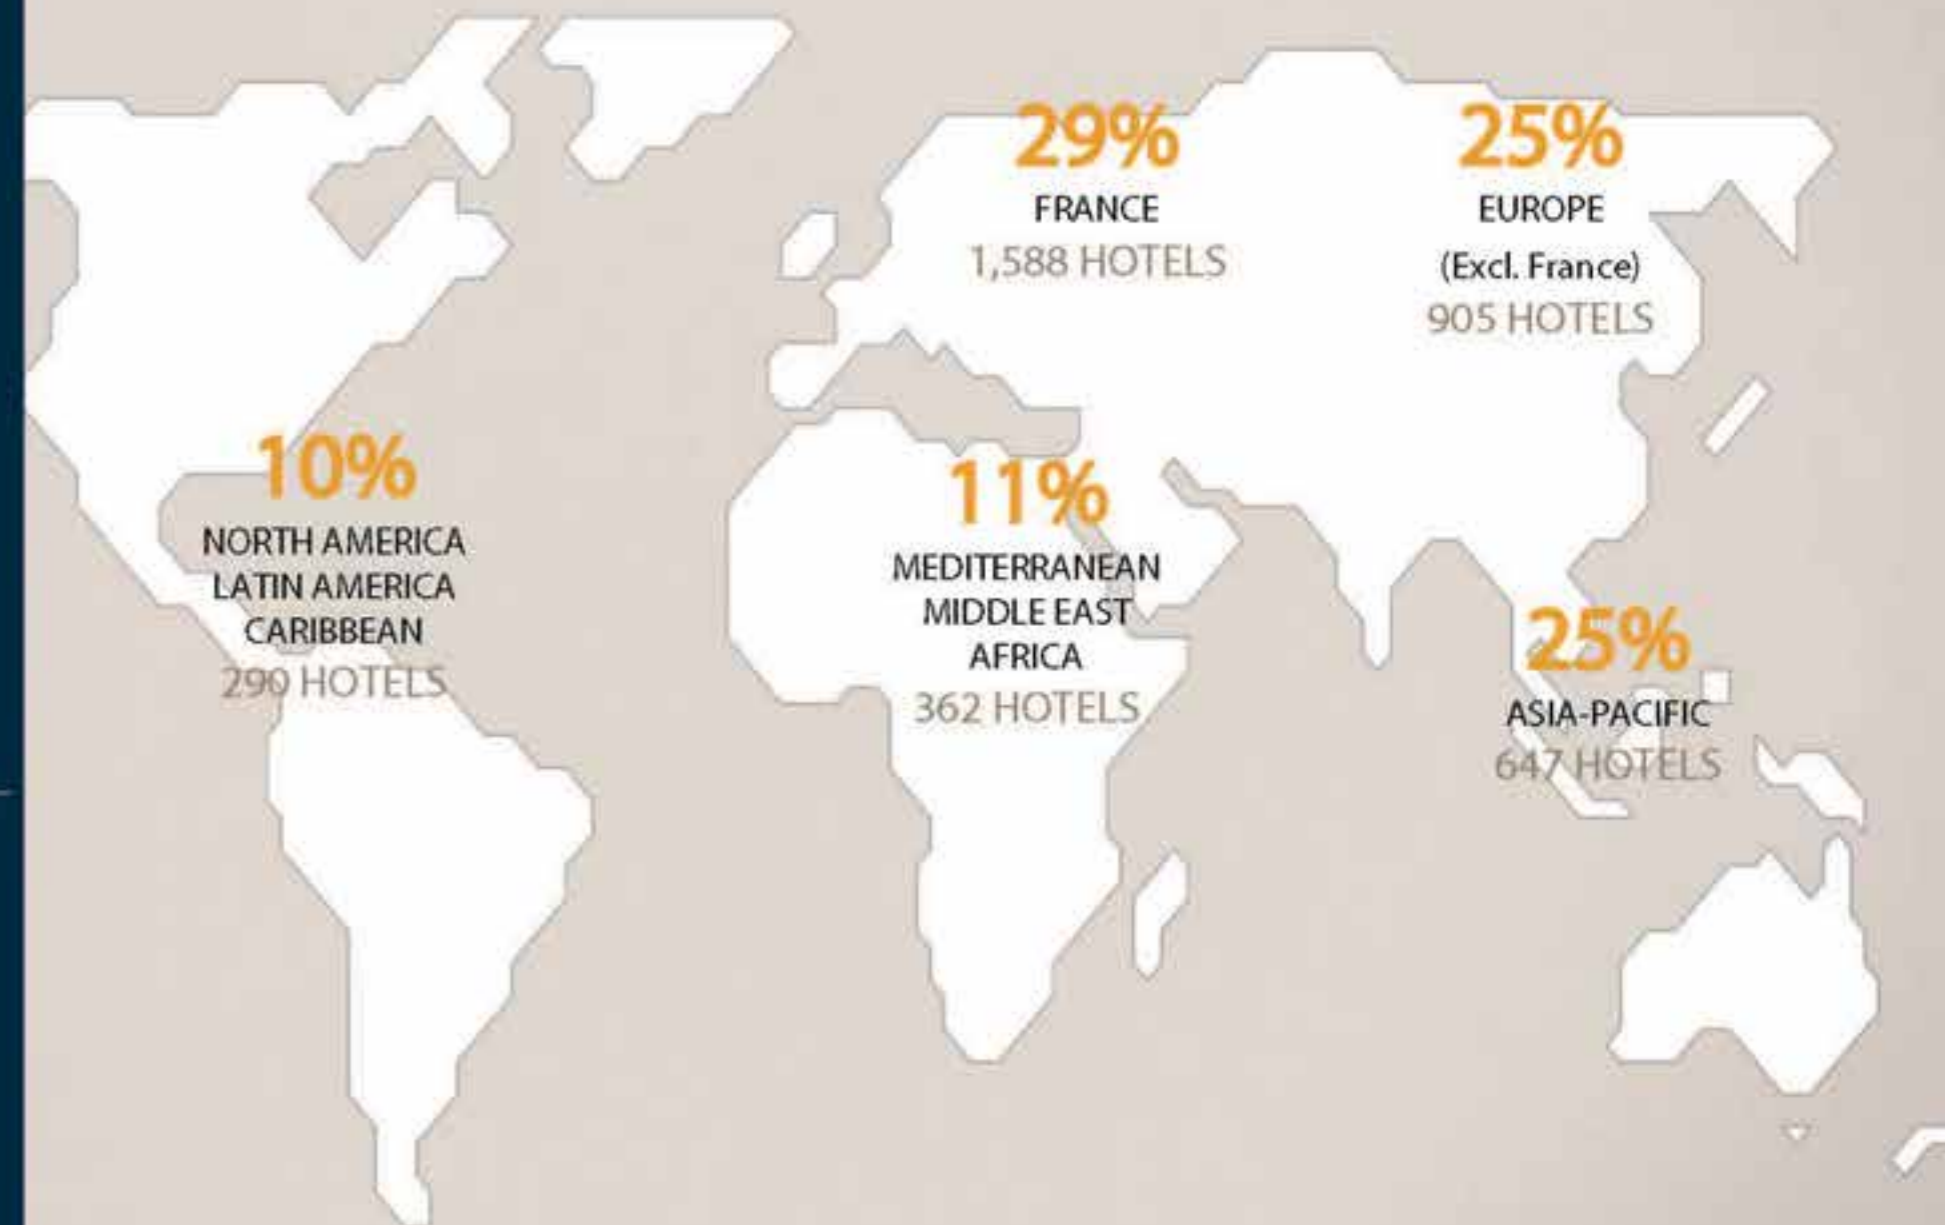 29%
FRANCE
1,588 HOTELS
25%
EUROPE
(Excl. France)
905 HOTELS
10%
NORTH AMERICA
LATIN AMERICA
CARIBBEAN
290 HOTELS
11%
MEDITERRANEAN
MIDDLE EAST
AFRICA
362 HOTELS
25%
ASIA-PACIFIC
647 HOTELS